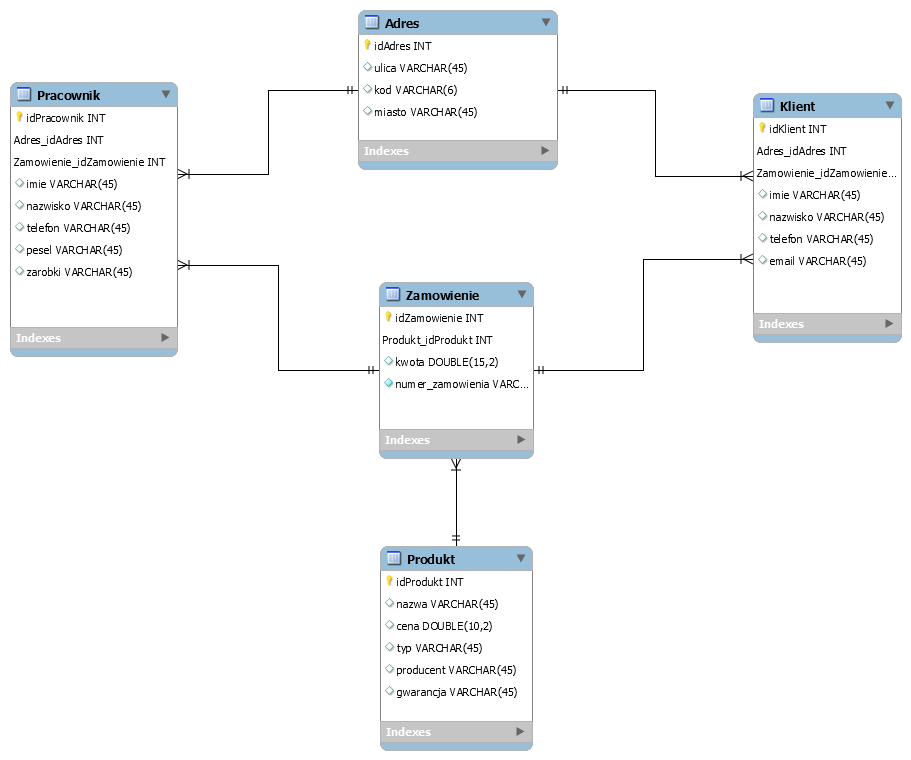 Adres
idAdres INT
ulica VARCHAR(45)
kod VARCHAR(6)
miasto VARCHAR(45)
Indexes
Pracownik
idPracownik INT
Adres_idAdres INT
Zamowienie_idZamowienie INT
imie VARCHAR(45)
nazwisko VARCHAR(45)
telefon VARCHAR(45)
pesel VARCHAR(45)
zarobki VARCHAR(45)
Indexes
Klient
idKlient INT
Adres_idAdres INT
Zamowienie_idZamowienie...
imie VARCHAR(45)
nazwisko VARCHAR(45)
telefon VARCHAR(45)
email VARCHAR(45)
Indexes
Zamowienie
idZamowienie INT
Produkt_idProdukt INT
kwota DOUBLE(15,2)
numer_zamowienia VARC...
Indexes
Produkt
idProdukt INT
nazwa VARCHAR(45)
cena DOUBLE(10,2)
typ VARCHAR(45)
producent VARCHAR(45)
gwarancja VARCHAR(45)
Indexes